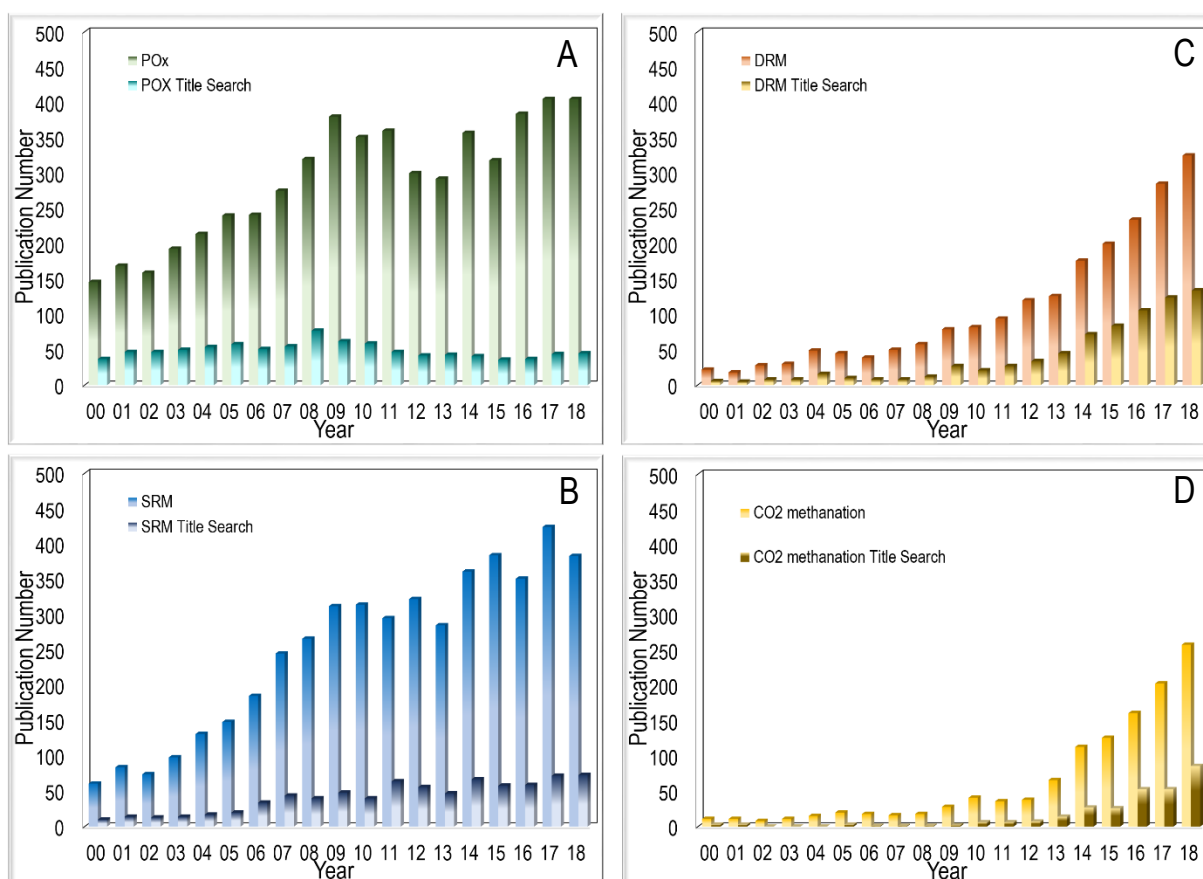 A
POx
POX Title Search
Publication Number
500
450
400
350
300
250
200
150
100
50
0
00 01 02 03 04 05 06 07 08 09 10 11 12 13 14 15 16 17 18
Year
C
DRM
DRM Title Search
Publication Number
500
450
400
350
300
250
200
150
100
50
0
00 01 02 03 04 05 06 07 08 09 10 11 12 13 14 15 16 17 18
Year
B
SRM
SRM Title Search
Publication Number
500
450
400
350
300
250
200
150
100
50
0
00 01 02 03 04 05 06 07 08 09 10 11 12 13 14 15 16 17 18
Year
D
CO2 methanation
CO2 methanation Title Search
Publication Number
500
450
400
350
300
250
200
150
100
50
0
00 01 02 03 04 05 06 07 08 09 10 11 12 13 14 15 16 17 18
Year